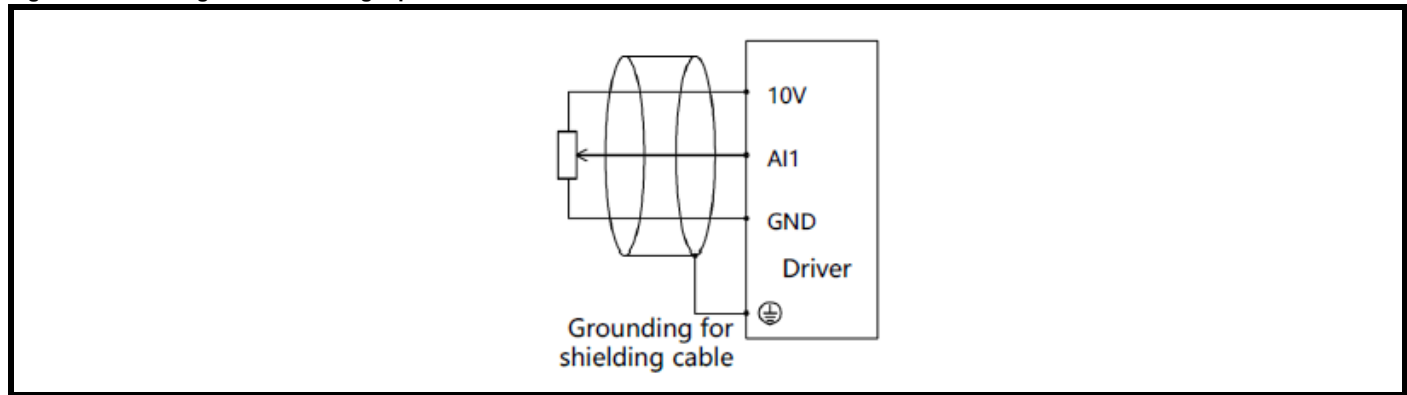 10V
AI1
GND
Driver
Grounding for
shielding cable